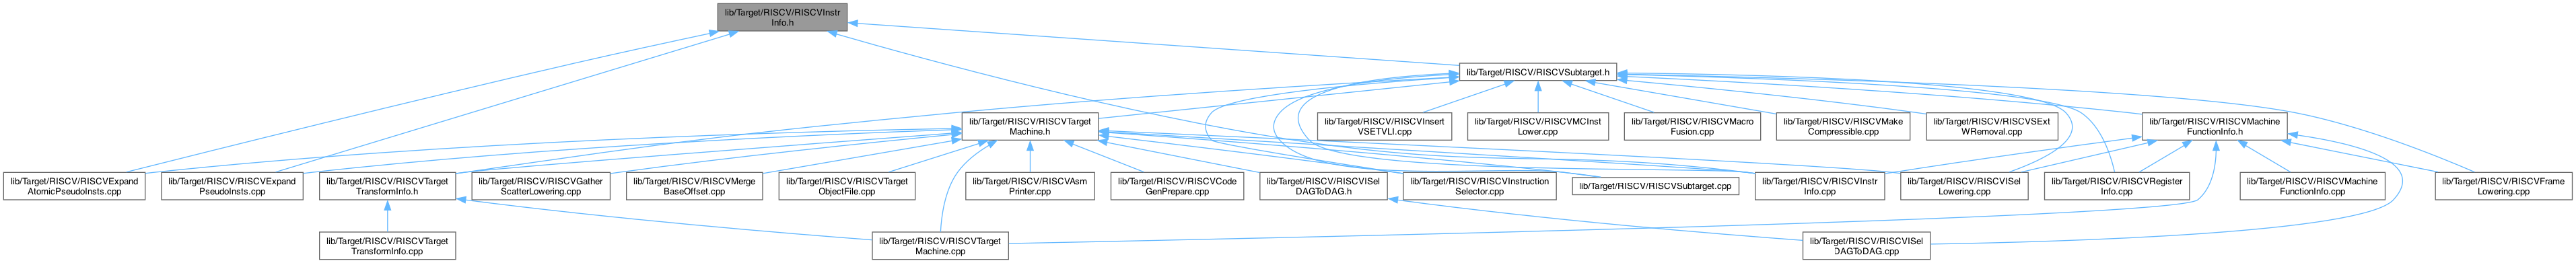 lib/Target/RISCV/RISCVInstr
Info.h
lib/Target/RISCV/RISCVSubtarget.h
lib/Target/RISCV/RISCVTarget
Machine.h
lib/Target/RISCV/RISCVInsert
VSETVLI.cpp
lib/Target/RISCV/RISCVMCInst
Lower.cpp
lib/Target/RISCV/RISCVMacro
Fusion.cpp
lib/Target/RISCV/RISCVMake
Compressible.cpp
lib/Target/RISCV/RISCVSExt
WRemoval.cpp
lib/Target/RISCV/RISCVMachine
FunctionInfo.h
lib/Target/RISCV/RISCVExpand
AtomicPseudoInsts.cpp
lib/Target/RISCV/RISCVExpand
PseudoInsts.cpp
lib/Target/RISCV/RISCVTarget
TransformInfo.h
lib/Target/RISCV/RISCVGather
ScatterLowering.cpp
lib/Target/RISCV/RISCVMerge
BaseOffset.cpp
lib/Target/RISCV/RISCVTarget
ObjectFile.cpp
lib/Target/RISCV/RISCVAsm
Printer.cpp
lib/Target/RISCV/RISCVCode
GenPrepare.cpp
lib/Target/RISCV/RISCVISel
DAGToDAG.h
lib/Target/RISCV/RISCVInstruction
Selector.cpp
lib/Target/RISCV/RISCVSubtarget.cpp
lib/Target/RISCV/RISCVInstr
Info.cpp
lib/Target/RISCV/RISCVISel
Lowering.cpp
lib/Target/RISCV/RISCVRegister
Info.cpp
lib/Target/RISCV/RISCVMachine
FunctionInfo.cpp
lib/Target/RISCV/RISCVFrame
Lowering.cpp
lib/Target/RISCV/RISCVTarget
TransformInfo.cpp
lib/Target/RISCV/RISCVTarget
Machine.cpp
lib/Target/RISCV/RISCVISel
DAGToDAG.cpp